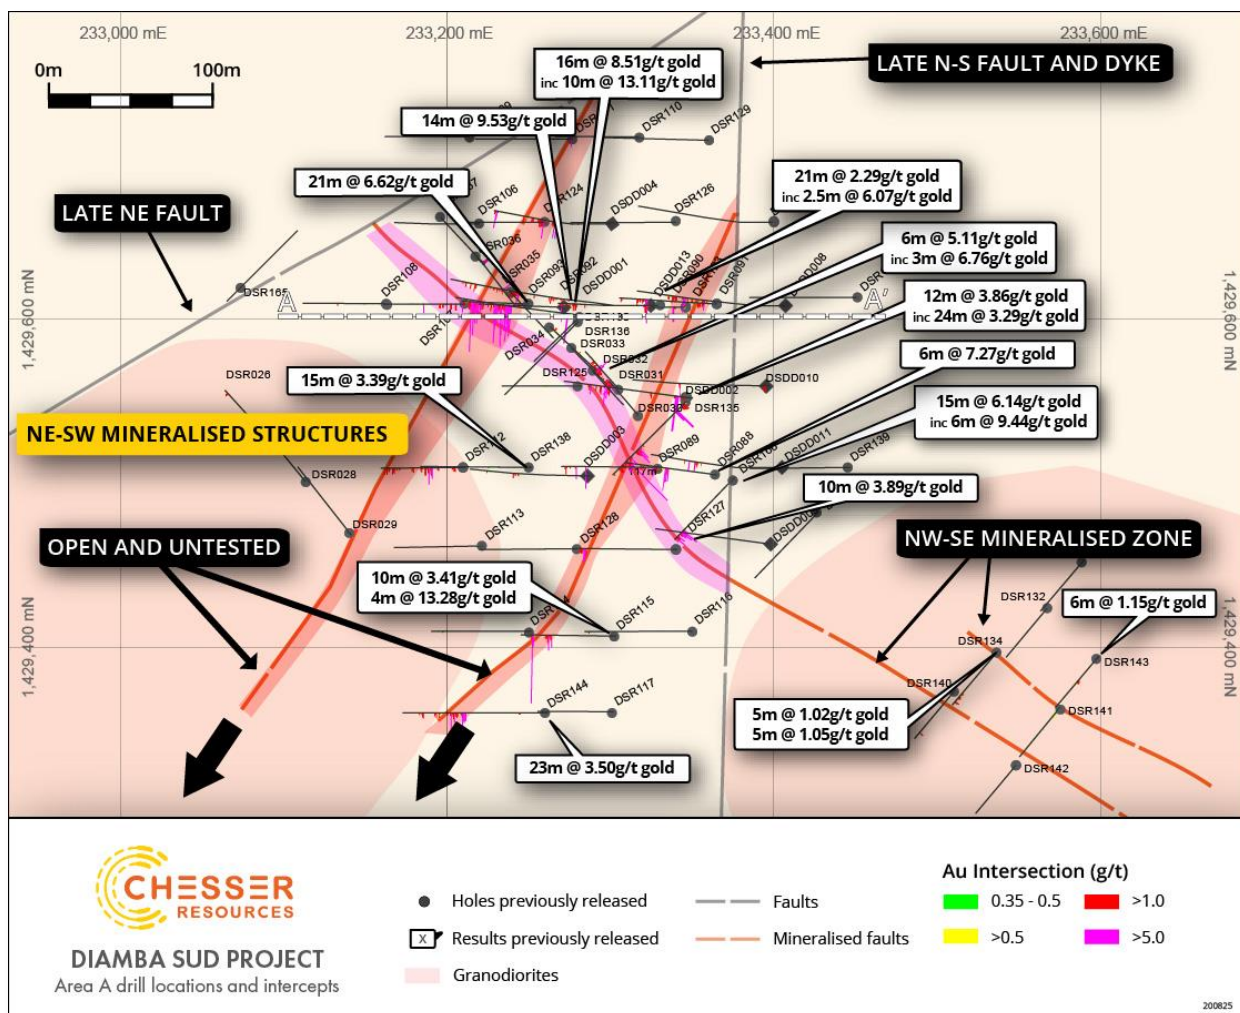 233,000 mE
233,200 mE
233,400 mE
233,600 mE
0m
100m
16m @ 8.51g/t gold
inc 10m @ 13.11g/t gold
LATE N-S FAULT AND DYKE
14m @ 9.53g/t gold
DSR110
DSR129
21m @ 6.62g/t gold
21m @ 2.29g/t gold
inc 2.5m @ 6.07g/t gold
LATE NE FAULT
DSR106
DSR124
DSDD004
DSR126
6m @ 5.11g/t gold
inc 3m @ 6.76g/t gold
DSR165
DSR108
DSR093
DSR092
DSDD001
DSDD013
DSR090
DSR091
DSDD008
12m @ 3.86g/t gold
inc 24m @ 3.29g/t gold
A
A'
1,429,600 mN
1,429,600 mN
DSR034
DSR136
DSR033
DSR032
6m @ 7.27g/t gold
DSR026
15m @ 3.39g/t gold
DSR125
DSR031
DSDD002
DSDD010
DSR135
15m @ 6.14g/t gold
inc 6m @ 9.44g/t gold
NE-SW MINERALISED STRUCTURES
DSR138
DSDD003
DSR089
DSR088
DSDD011
DSR139
DSR028
10m @ 3.89g/t gold
DSR029
DSR113
DSR128
DSR127
OPEN AND UNTESTED
NW-SE MINERALISED ZONE
10m @ 3.41g/t gold
4m @ 13.28g/t gold
DSR115
DSR116
DSR132
6m @ 1.15g/t gold
DSR134
DSR143
1,429,400 mN
1,429,400 mN
DSR144
DSR117
DSR140
DSR141
5m @ 1.02g/t gold
5m @ 1.05g/t gold
23m @ 3.50g/t gold
DSR142
CHESSER
RESOURCES
DIAMBA SUD PROJECT
Area A drill locations and intercepts
Holes previously released
X
Results previously released
Granodiorites
Faults
Mineralised faults
Au Intersection (g/t)
0.35 - 0.5
>1.0
>0.5
>5.0
200825